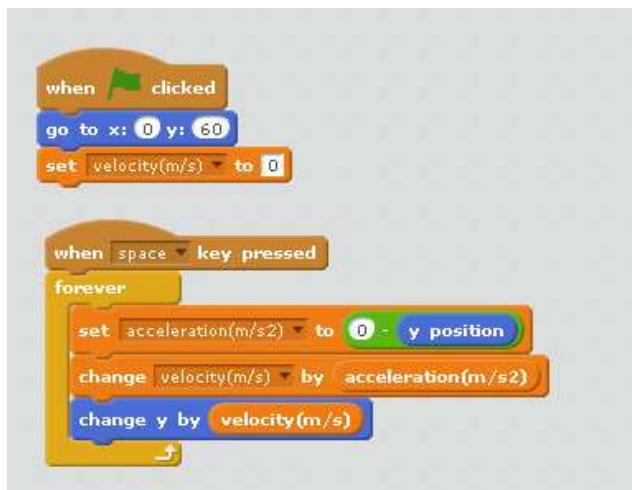 when clicked
go to x: 0 y: 60
set velocity(m/s) to 0
when space key pressed
forever
set acceleration(m/s2) to 0 - y position
change velocity(m/s) by acceleration(m/s2)
change y by velocity(m/s)